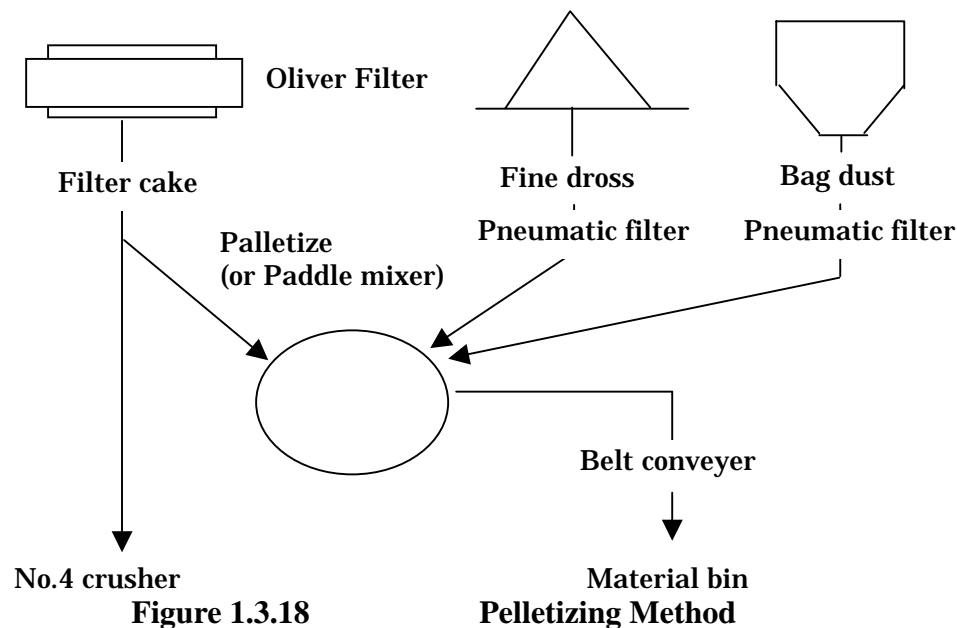 Oliver Filter
Filter cake
Fine dross
Bag dust
Pneumatic filter
Pneumatic filter
Palletize
(or Paddle mixer)
Belt conveyer
No.4 crusher
Material bin
Figure 1.3.18 Pelletizing Method